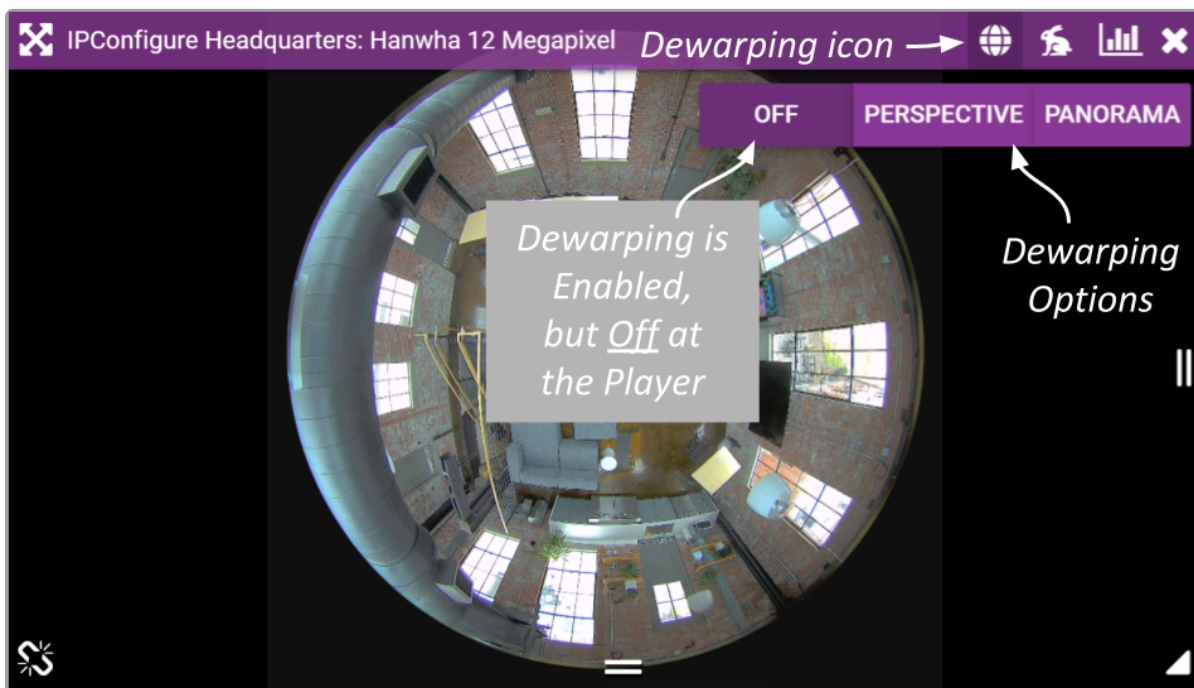 IPConfigure Headquarters: Hanwha 12 Megapixel
Dewarping icon
OFF PERSPECTIVE PANORAMA
Dewarping is
Enabled,
but Off at
the Player
Dewarping
Options